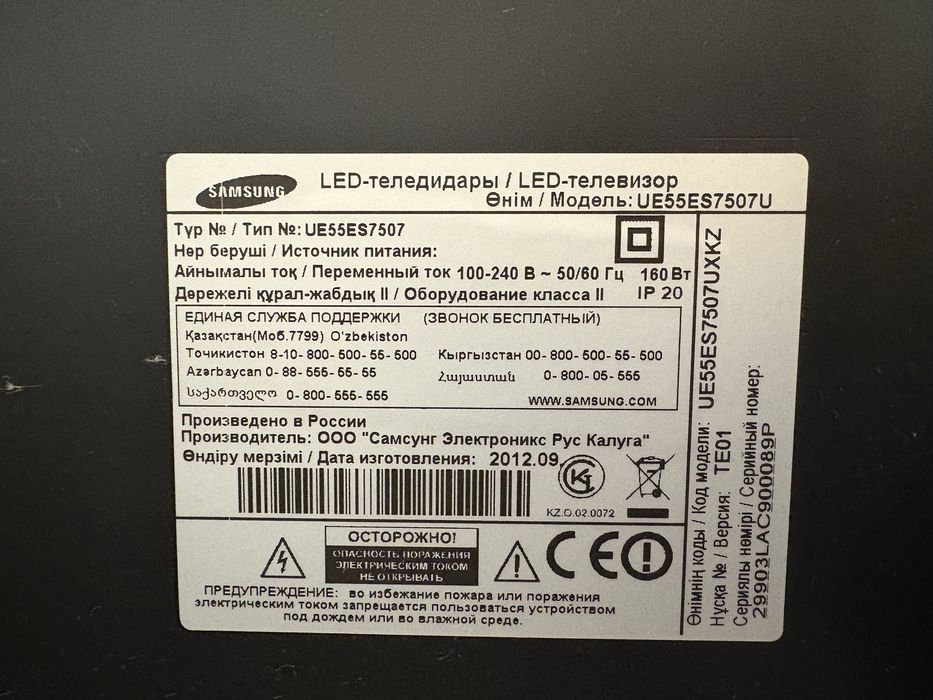 SAMSUNG
LED-теледидары / LED-телевизор
Өнім / Модель: UE55ES7507U
Түр № / Тип №: UE55ES7507
Нәр беруші / Источник питания:
Айнымалы тоқ / Переменный ток 100-240 В ~ 50/60 Гц 160 Вт
Дәрежелі құрал-жабдық II / Оборудование класса II IP 20
ЕДИНАЯ СЛУЖБА ПОДДЕРЖКИ (ЗВОНОК БЕСПЛАТНЫЙ)
Қазақстан(Моб.7799) O'zbekiston
Точикистон 8-10-800-500-55-500 Кыргызстан 00-800-500-55-500
Azərbaycan 0-88-555-55-55 Հայաստան 0-800-05-555
საქართველო 0-800-555-555 WWW.SAMSUNG.COM
Произведено в России
Производитель: ООО "Самсунг Электроникс Рус Калуга"
Өндіру мерзімі / Дата изготовления: 2012.09
KZ.O.02.0072
ОСТОРОЖНО!
ОПАСНОСТЬ ПОРАЖЕНИЯ
ЭЛЕКТРИЧЕСКИМ ТОКОМ
НЕ ОТКРЫВАТЬ
CE
ПРЕДУПРЕЖДЕНИЕ: во избежание пожара или поражения
электрическим током запрещается пользоваться устройством
под дождем или во влажной среде.
Өнімнің коды / Код модели: UE55ES7507UXKZ
Нұсқа № / Версия: TE01
Сериялы нөмірі / Серийный номер:
29903LAC900089P